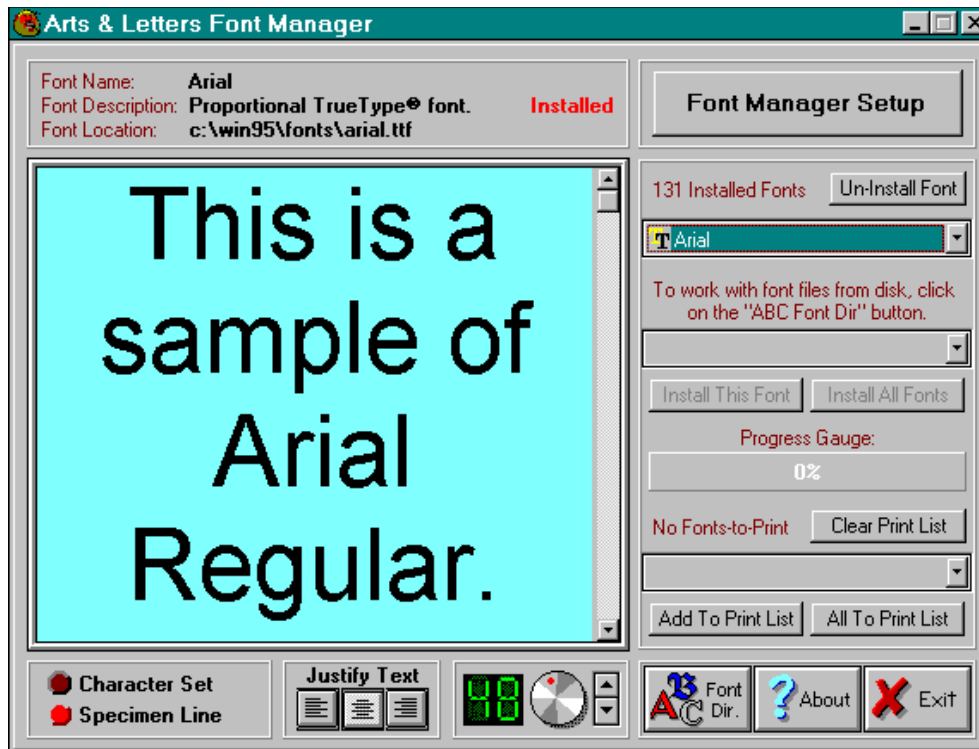 Arts & Letters Font Manager
Font Name: Arial
Font Description: Proportional TrueType® font. Installed
Font Location: c:\win95\fonts\arial.ttf
Font Manager Setup
This is a
sample of
Arial
Regular.
131 Installed Fonts Un-Install Font
Arial
To work with font files from disk, click
on the "ABC Font Dir" button.
Install This Font Install All Fonts
Progress Gauge:
0%
No Fonts-to-Print Clear Print List
Add To Print List All To Print List
Character Set
Specimen Line
Justify Text
48
ABC Font
Dir.
? About
Exit